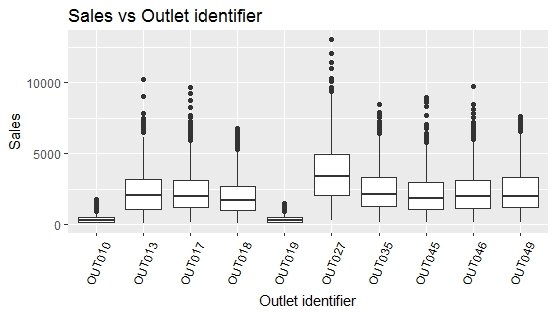 Sales vs Outlet identifier
10000
5000
0
Sales
OUT010
OUT013
OUT017
OUT018
OUT019
OUT027
OUT035
OUT045
OUT046
OUT049
Outlet identifier